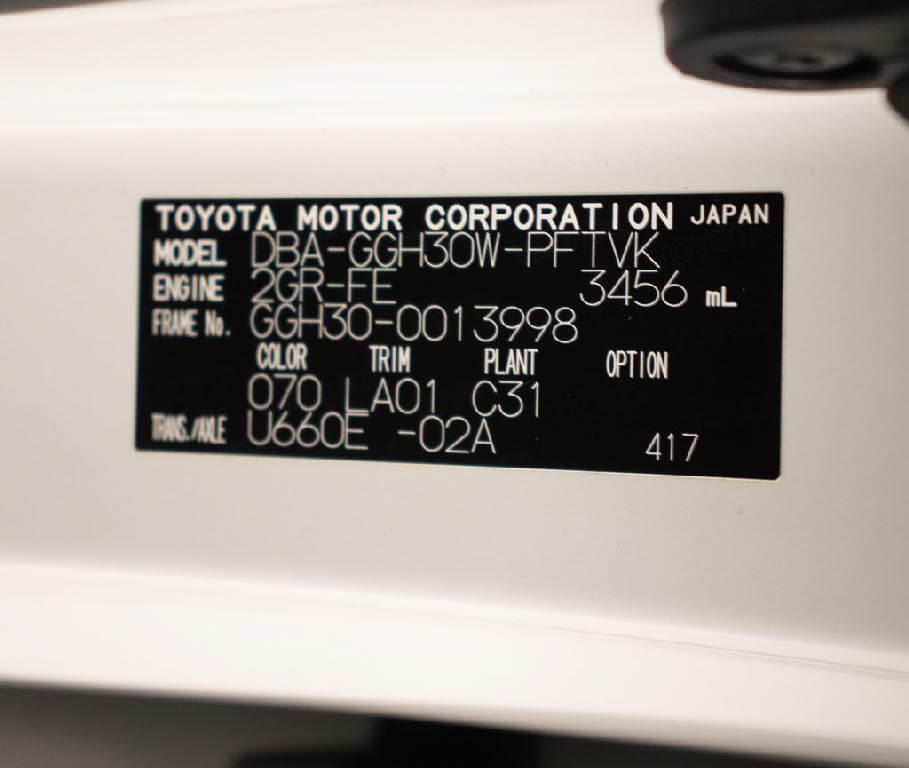 TOYOTA MOTOR CORPORATION JAPAN
MODEL DBA-GGH30W-PFTVK
ENGINE 2GR-FE 3456 mL
FRAME No. GGH30-0013998
COLOR TRIM PLANT OPTION
070 LA01 C31
TRANS./AXLE U660E -02A 417